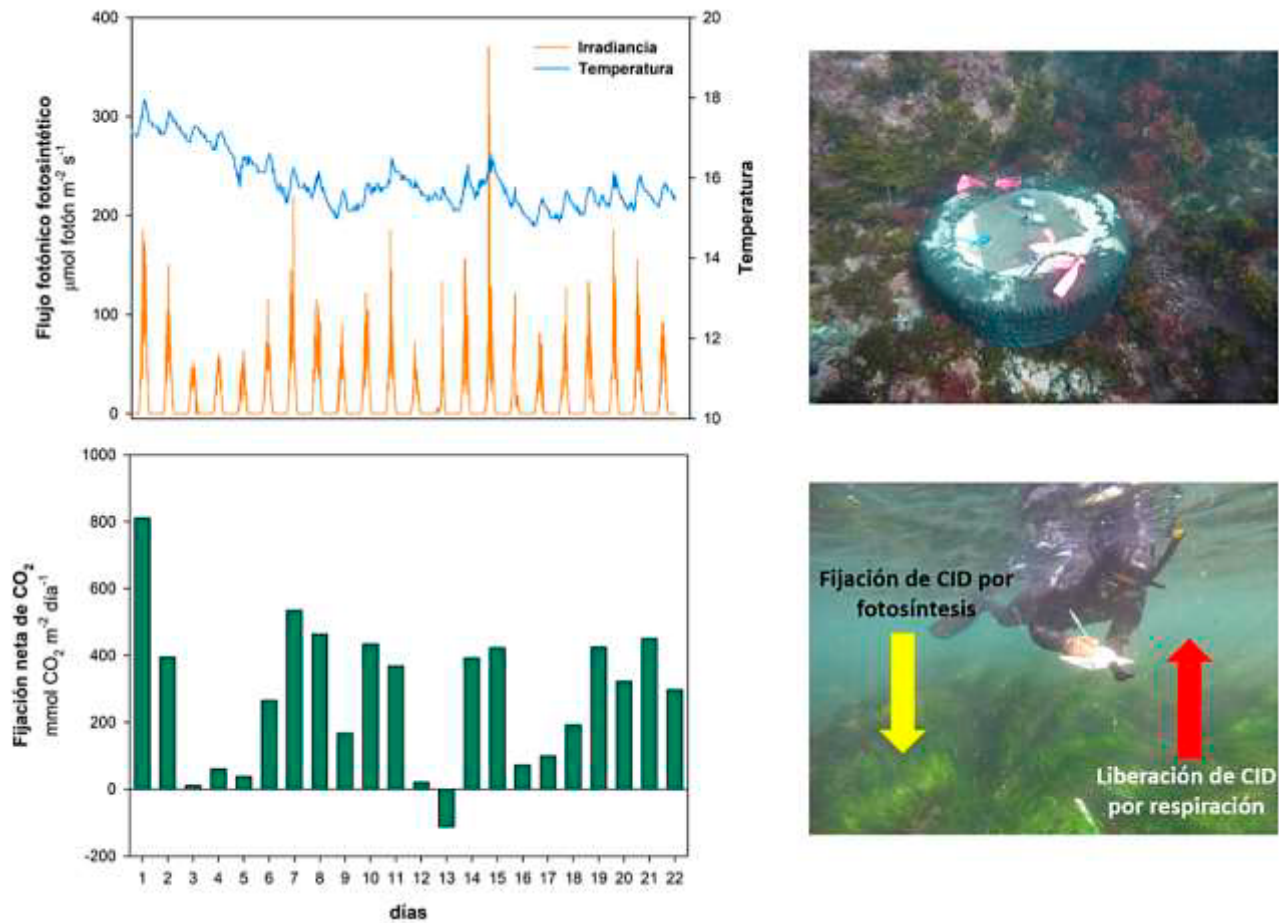 400
300
200
100
0
Flujo fotónico fotosintético
μmol fotón m⁻² s⁻¹
Irradiancia
Temperatura
20
18
16
14
12
10
Temperatura
1000
800
600
400
200
0
-200
Fijación neta de CO₂
mmol CO₂ m⁻² día⁻¹
1 2 3 4 5 6 7 8 9 10 11 12 13 14 15 16 17 18 19 20 21 22
días
Fijación de CID por
fotosíntesis
Liberación de CID
por respiración